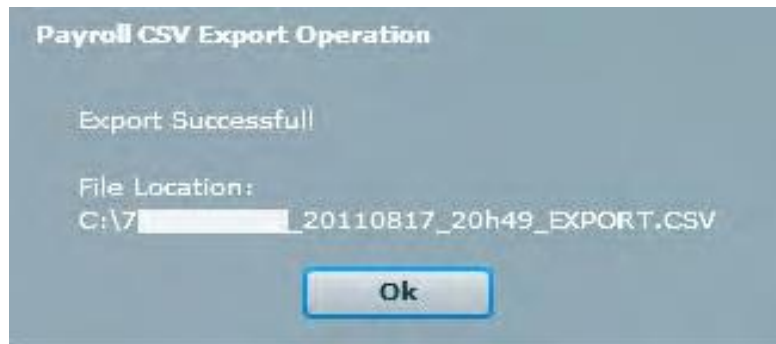 Payroll CSV Export Operation
Export Successfull
File Location:
C:\7 _20110817_20h49_EXPORT.CSV
Ok